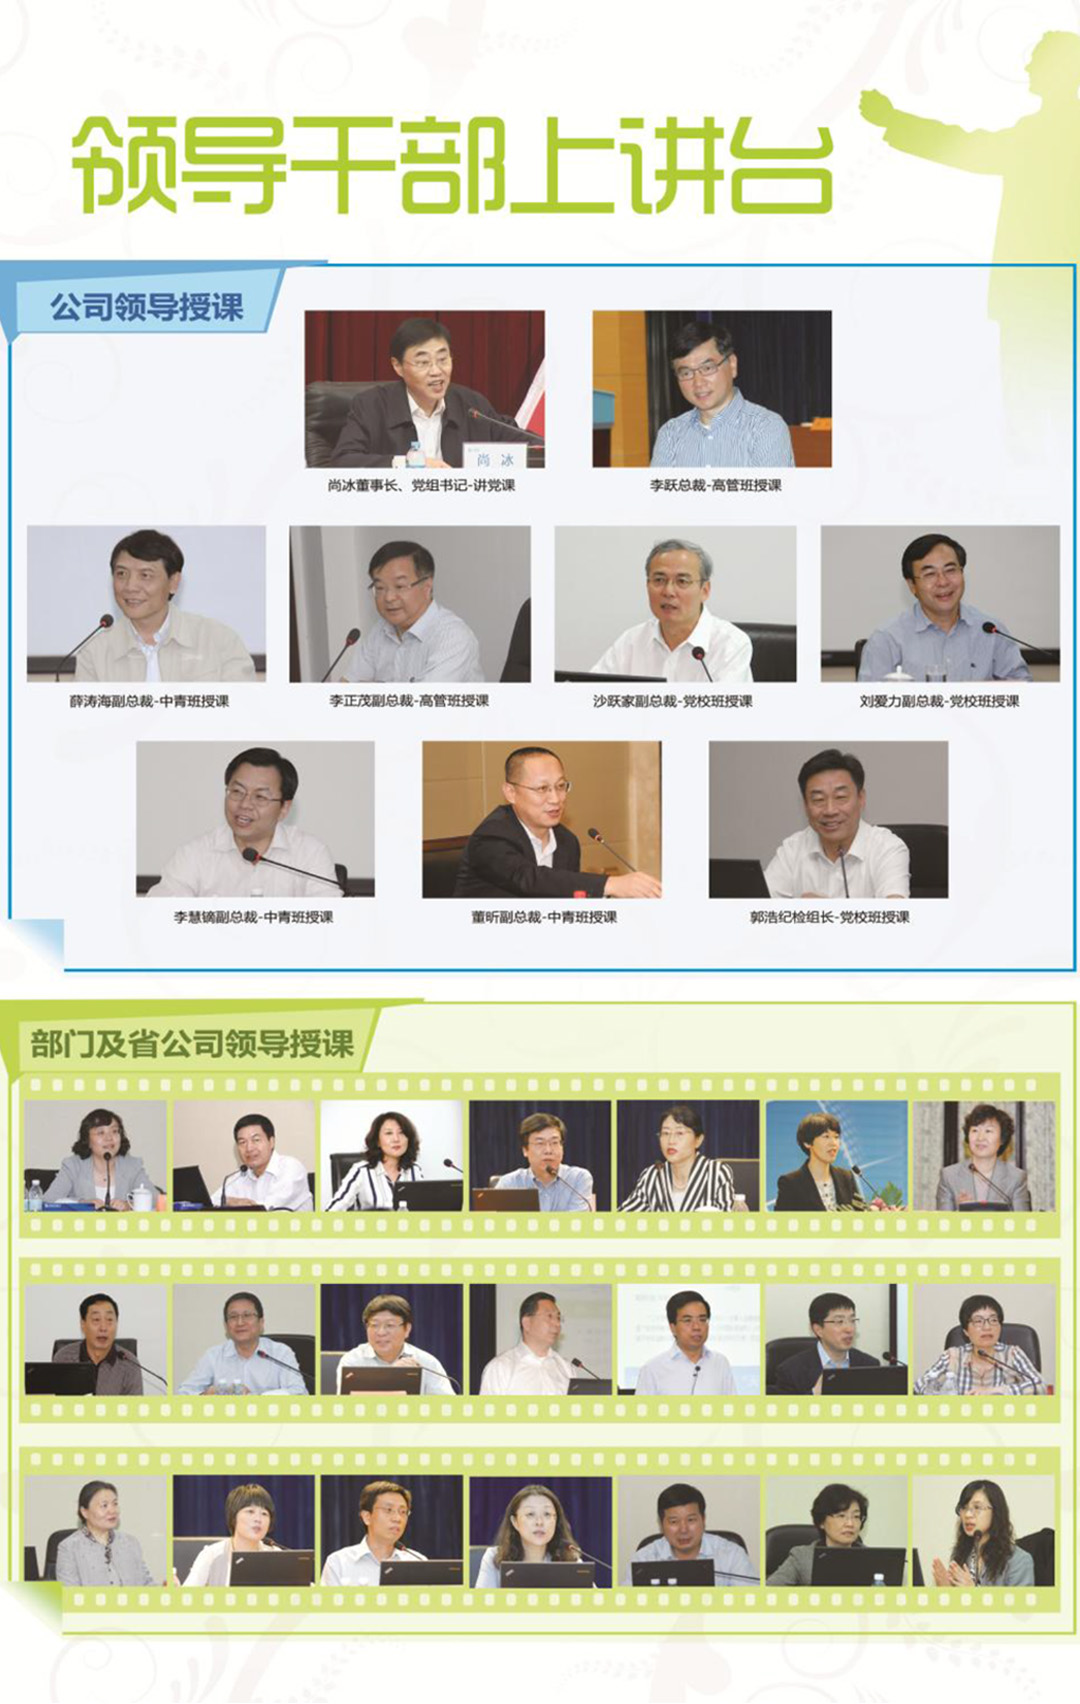 领导干部上讲台
公司领导授课
尚 冰
尚冰董事长、党组书记-讲党课
李跃总裁-高管班授课
薛涛海副总裁-中青班授课
李正茂副总裁-高管班授课
沙跃家副总裁-党校班授课
刘爱力副总裁-党校班授课
李慧镝副总裁-中青班授课
董昕副总裁-中青班授课
郭浩纪检组长-党校班授课
部门及省公司领导授课